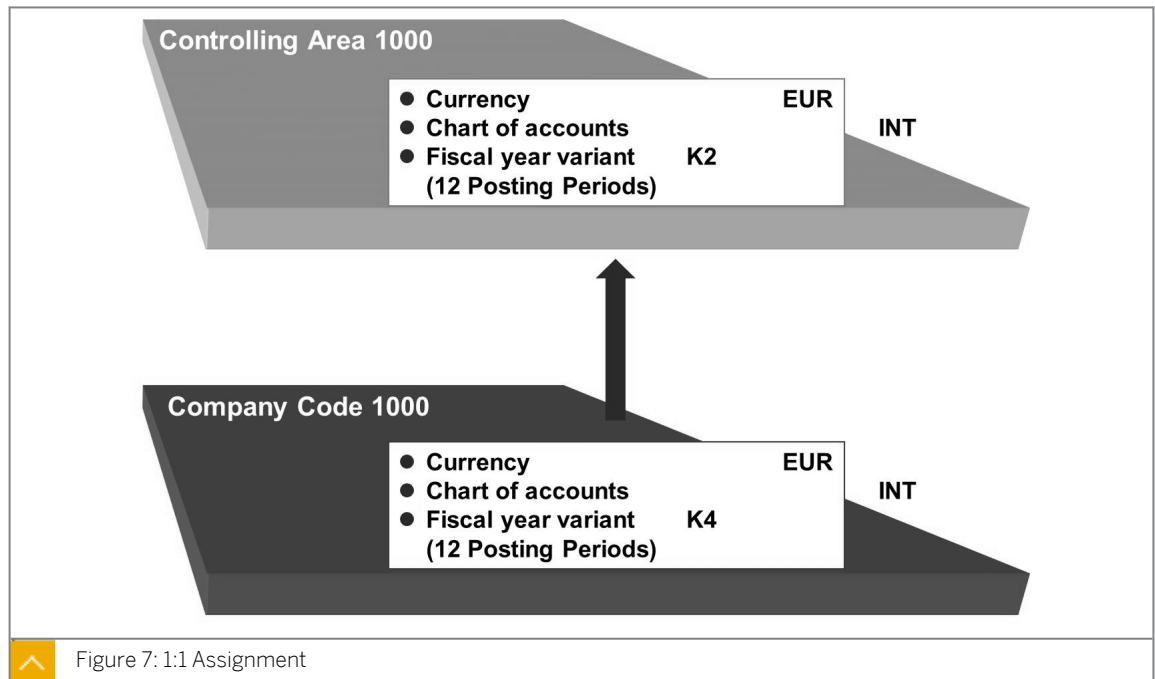 Controlling Area 1000
● Currency EUR
● Chart of accounts INT
● Fiscal year variant K2
(12 Posting Periods)
Company Code 1000
● Currency EUR
● Chart of accounts INT
● Fiscal year variant K4
(12 Posting Periods)
Figure 7: 1:1 Assignment